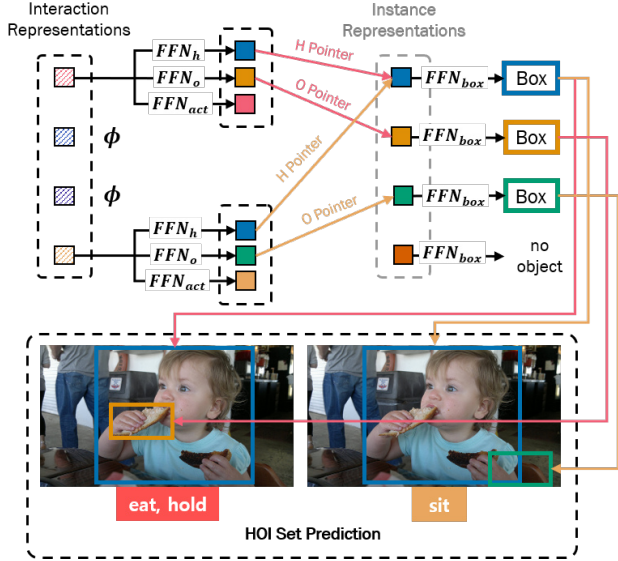 Interaction
Representations
Instance
Representations
FFN_h
FFN_o
FFN_act
H Pointer
O Pointer
FFN_box
Box
FFN_box
Box
ϕ
ϕ
H Pointer
O Pointer
FFN_box
Box
FFN_h
FFN_o
FFN_act
FFN_box
no
object
eat, hold
sit
HOI Set Prediction